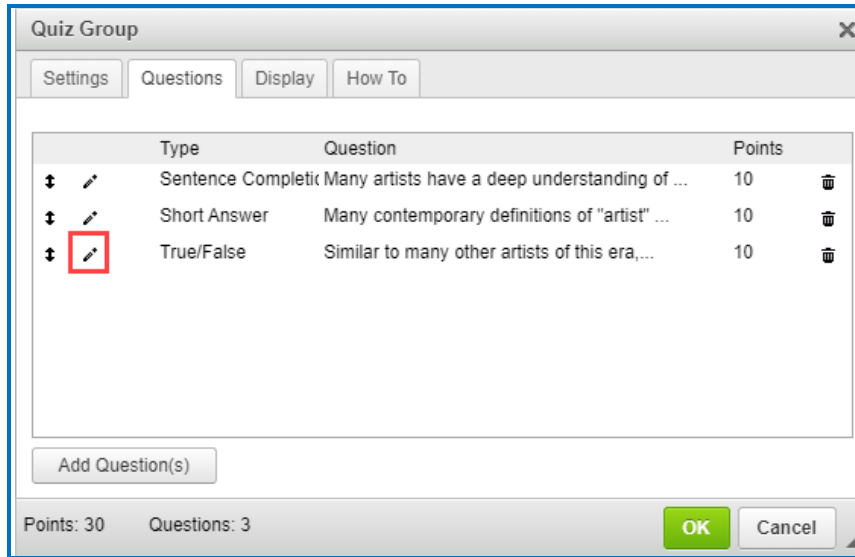 Quiz Group
Settings Questions Display How To
Type Question Points
Sentence Completic Many artists have a deep understanding of ... 10
Short Answer Many contemporary definitions of "artist" ... 10
True/False Similar to many other artists of this era,... 10
Add Question(s)
Points: 30 Questions: 3 OK Cancel